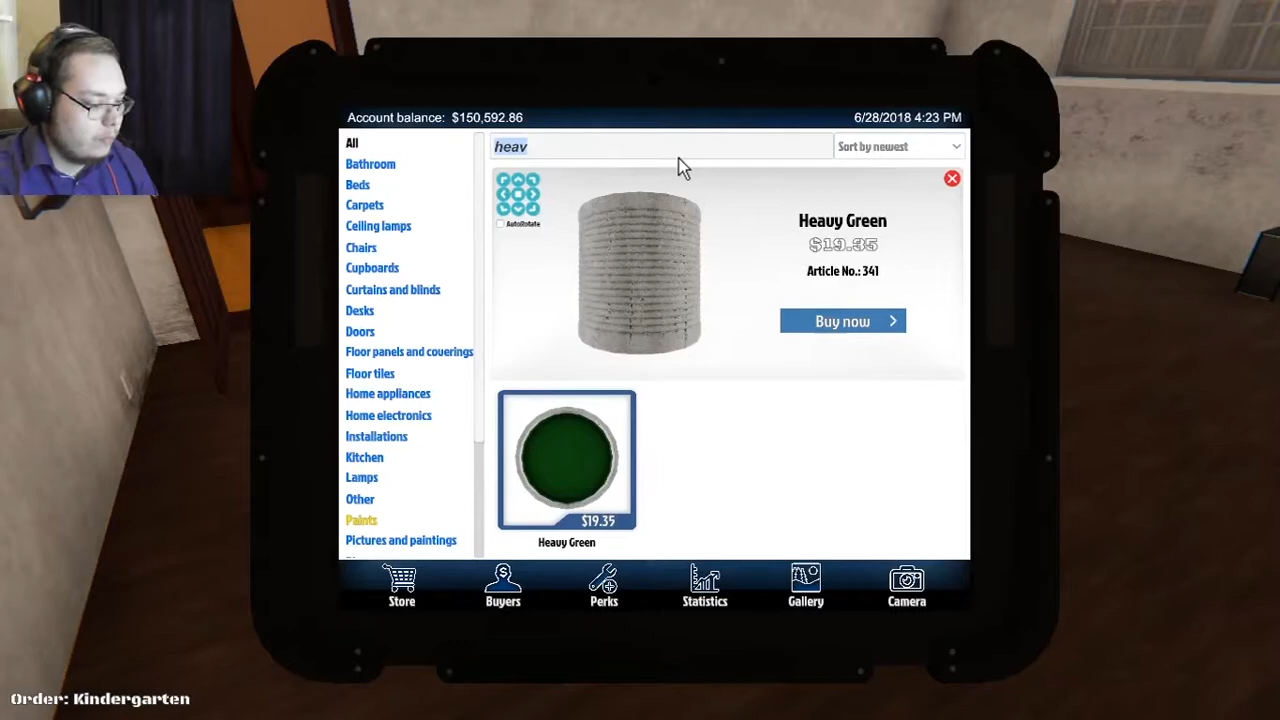 Account balance: $150,592.86
6/28/2018 4:23 PM
All
Bathroom
Beds
Carpets
Ceiling lamps
Chairs
Cupboards
Curtains and blinds
Desks
Doors
Floor panels and coverings
Floor tiles
Home appliances
Home electronics
Installations
Kitchen
Lamps
Other
Paints
Pictures and paintings
heav
Sort by newest
AutoRotate
Heavy Green
$19.35
Article No.: 341
Buy now
$19.35
Heavy Green
Store
Buyers
Perks
Statistics
Gallery
Camera
Order: Kindergarten